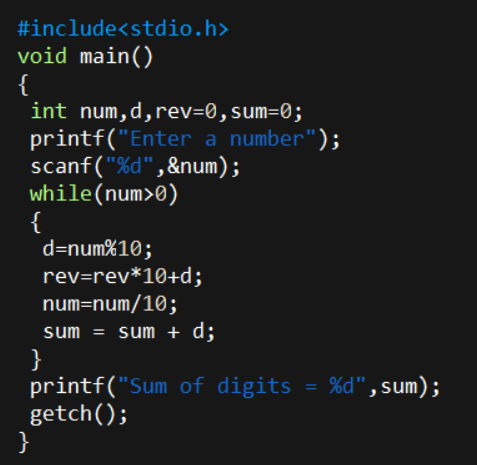 #include<stdio.h>
void main()
{
int num,d,rev=0,sum=0;
printf("Enter a number");
scanf("%d",&num);
while(num>0)
{
d=num%10;
rev=rev*10+d;
num=num/10;
sum = sum + d;
}
printf("Sum of digits = %d",sum);
getch();
}